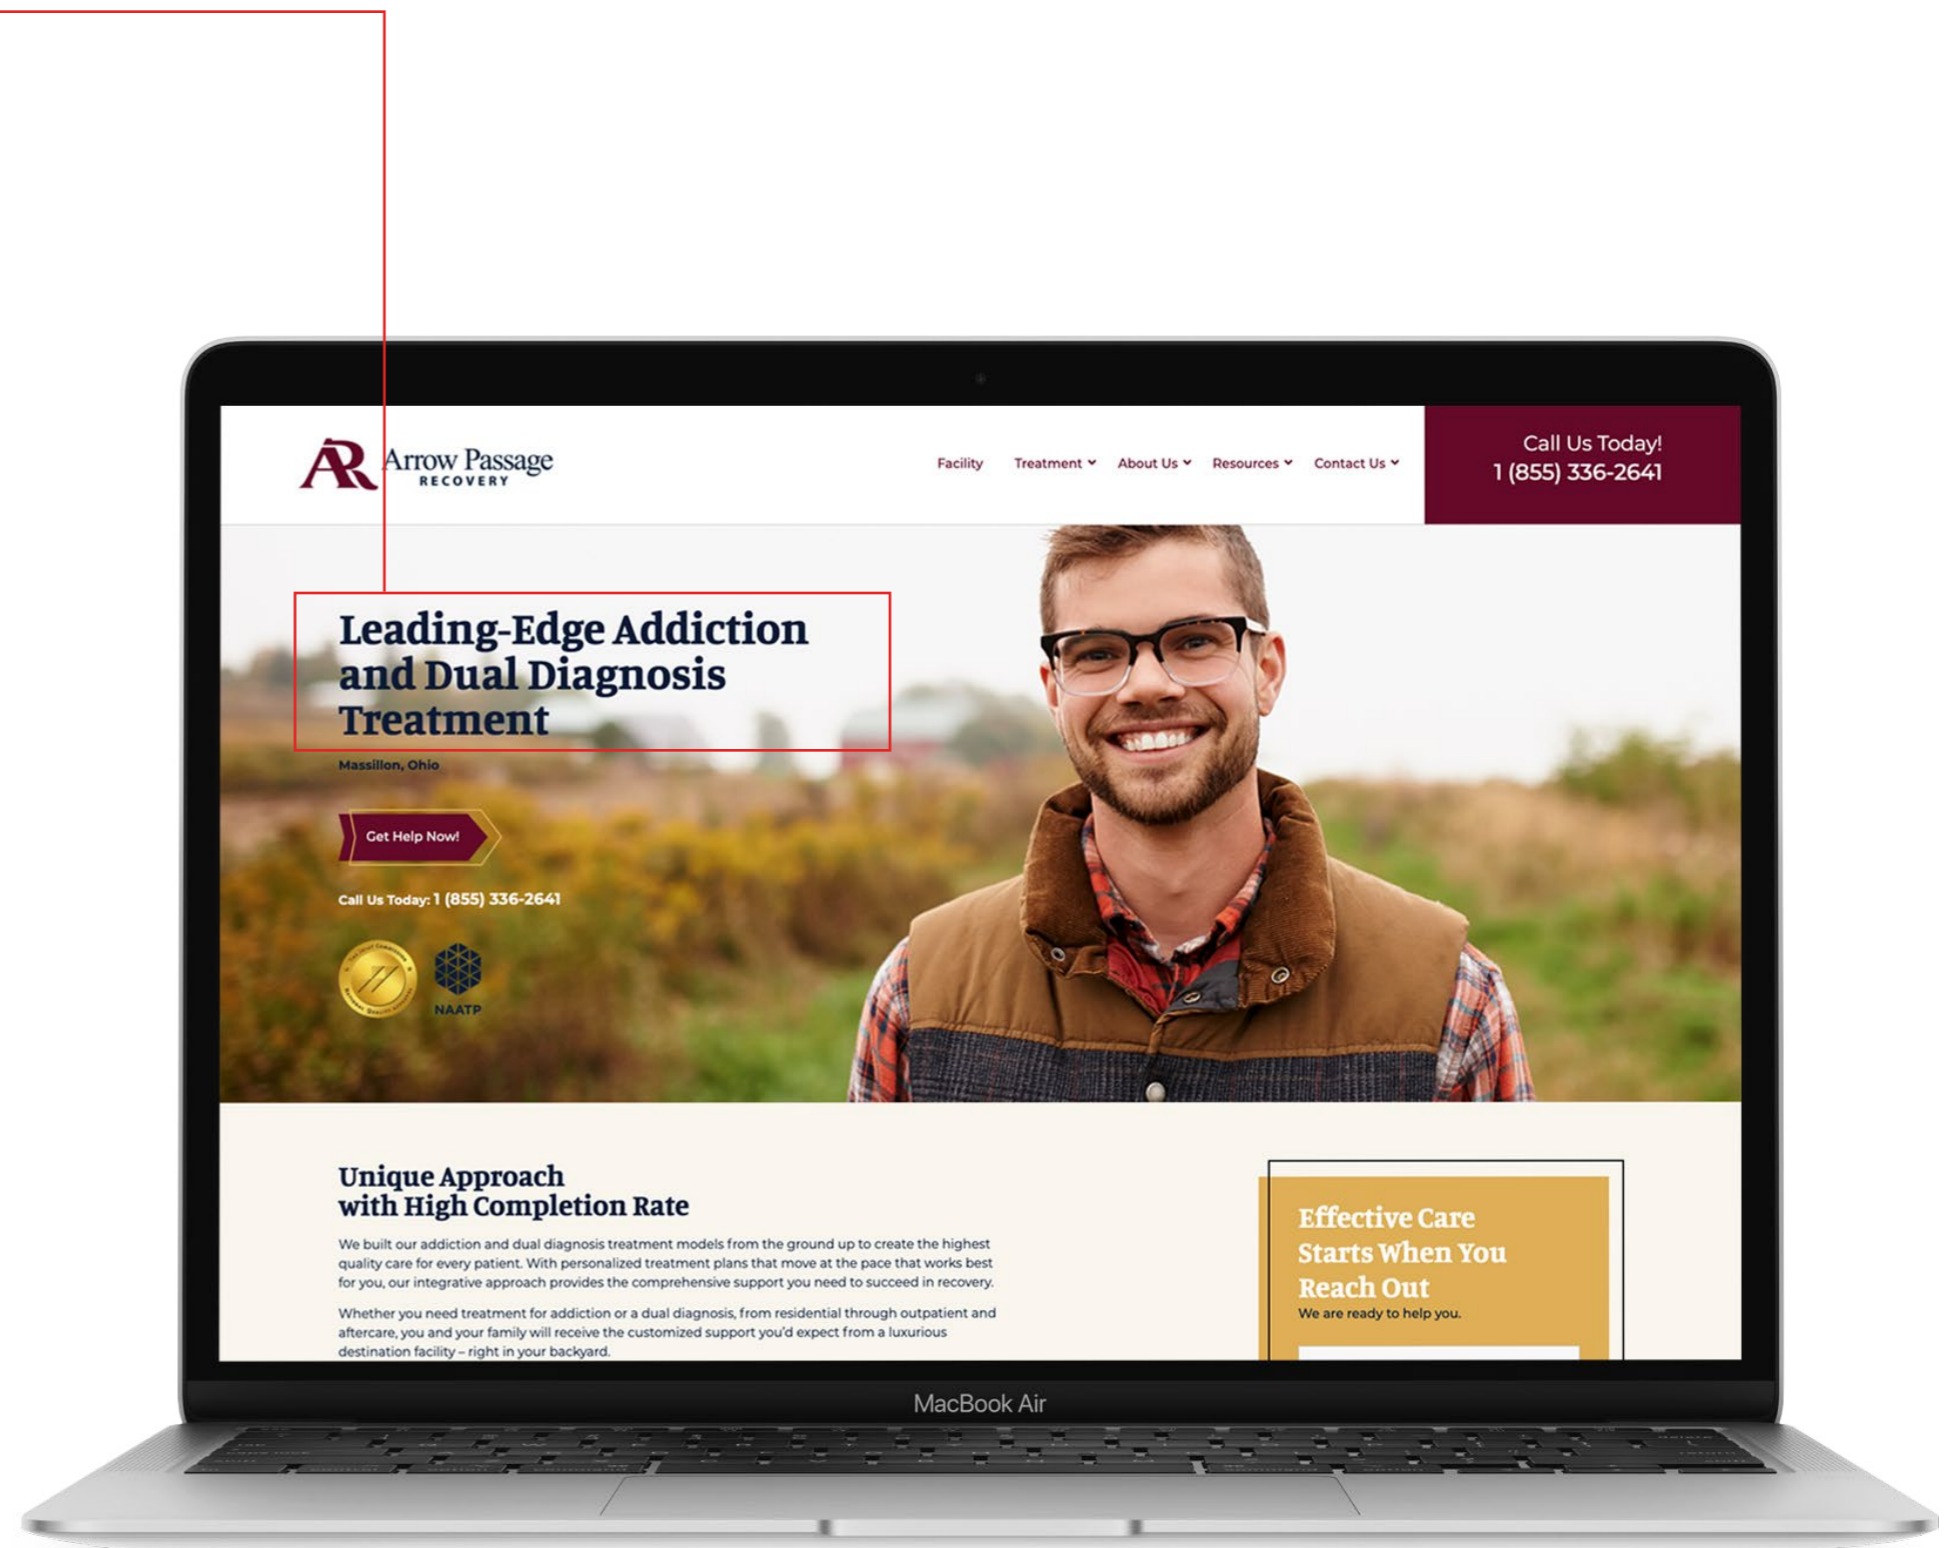 AR Arrow Passage
RECOVERY
Facility
Treatment
About Us
Resources
Contact Us
Call Us Today!
1 (855) 336-2641
Leading-Edge Addiction
and Dual Diagnosis
Treatment
Massillon, Ohio
Get Help Now!
Call Us Today: 1 (855) 336-2641
NAATP
Unique Approach
with High Completion Rate
We built our addiction and dual diagnosis treatment models from the ground up to create the highest
quality care for every patient. With personalized treatment plans that move at the pace that works best
for you, our integrative approach provides the comprehensive support you need to succeed in recovery.
Whether you need treatment for addiction or a dual diagnosis, from residential through outpatient and
aftercare, you and your family will receive the customized support you'd expect from a luxurious
destination facility – right in your backyard.
Effective Care
Starts When You
Reach Out
We are ready to help you.
MacBook Air